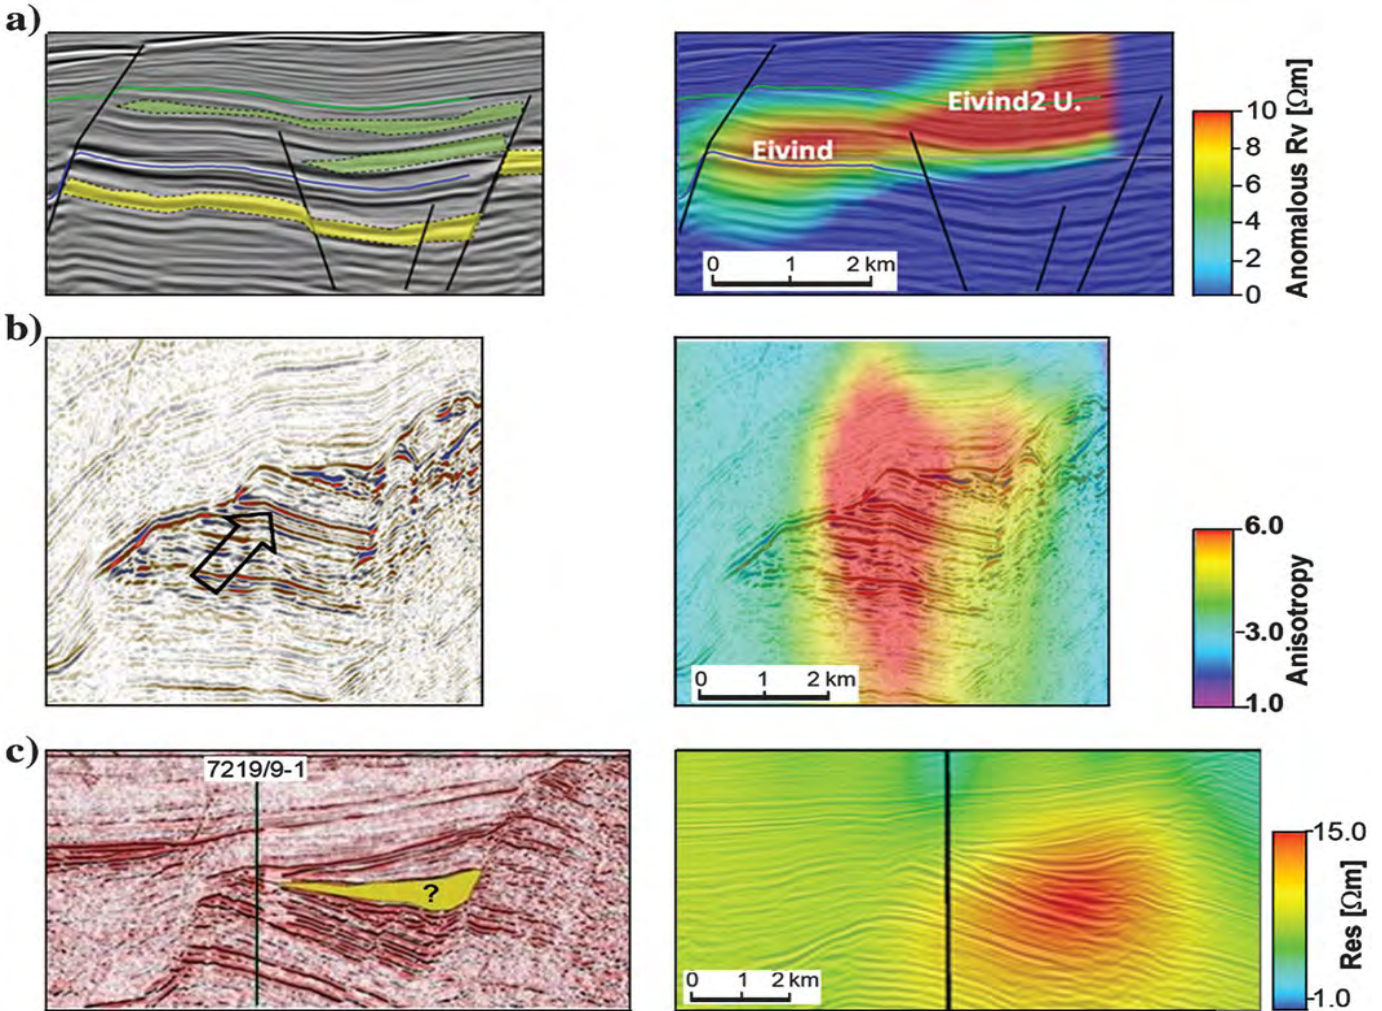 a)
Eivind2 U.
Eivind
0 1 2 km
10
8
6
4
2
0
Anomalous Rv [Ωm]
b)
0 1 2 km
6.0
3.0
1.0
Anisotropy
c)
7219/9-1
?
0 1 2 km
15.0
1.0
Res [Ωm]